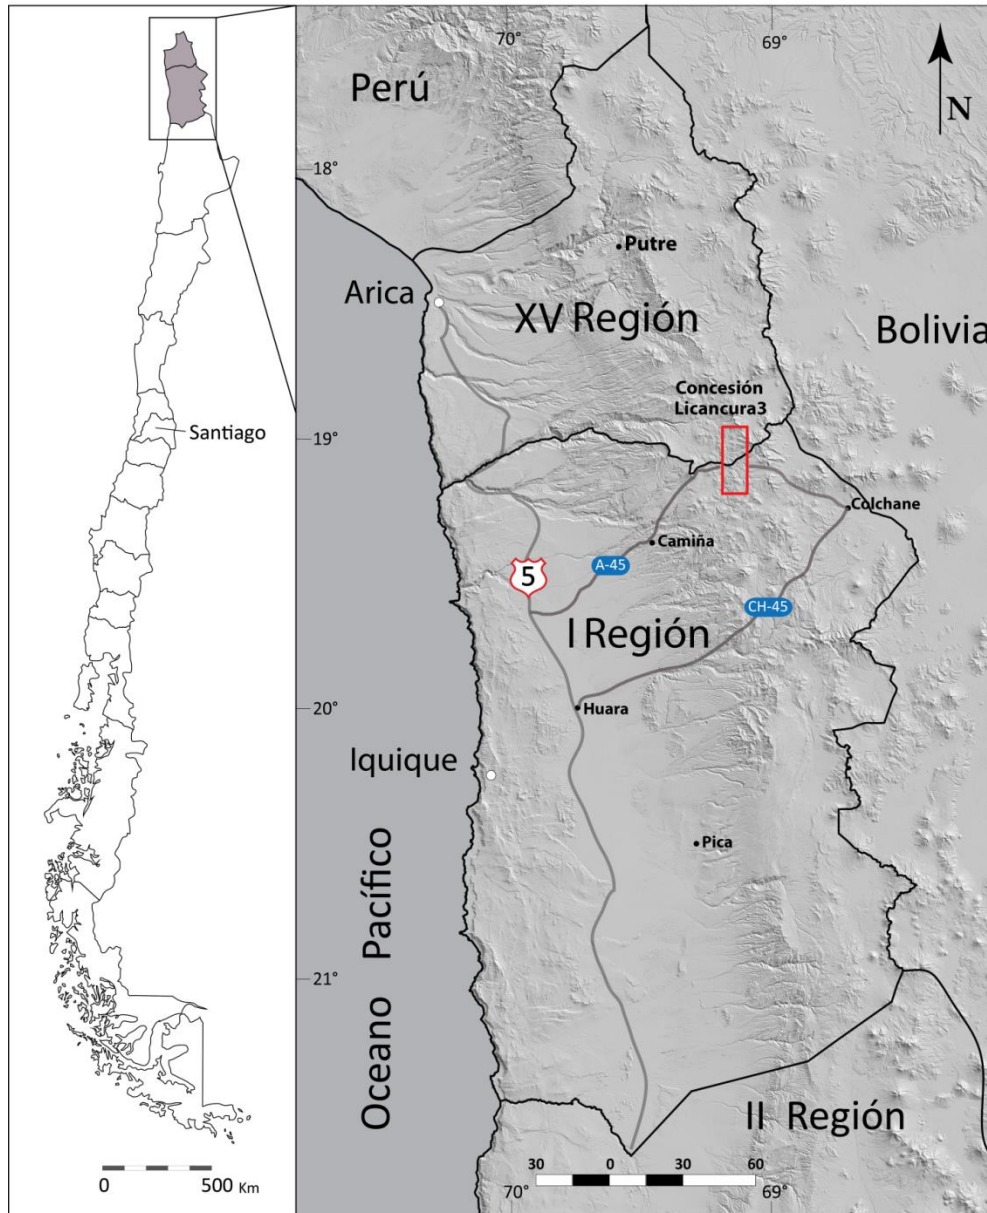 Santiago
0 500 Km
70° 69°
N
Perú
18°
Putre
Arica
XV Región
Bolivia
Concesión
Licancura3
19°
Colchane
Camiña
A-45
5
CH-45
I Región
Huara
20°
Iquique
Pica
Oceano Pacífico
21°
II Región
30 0 30 60
70° 69°